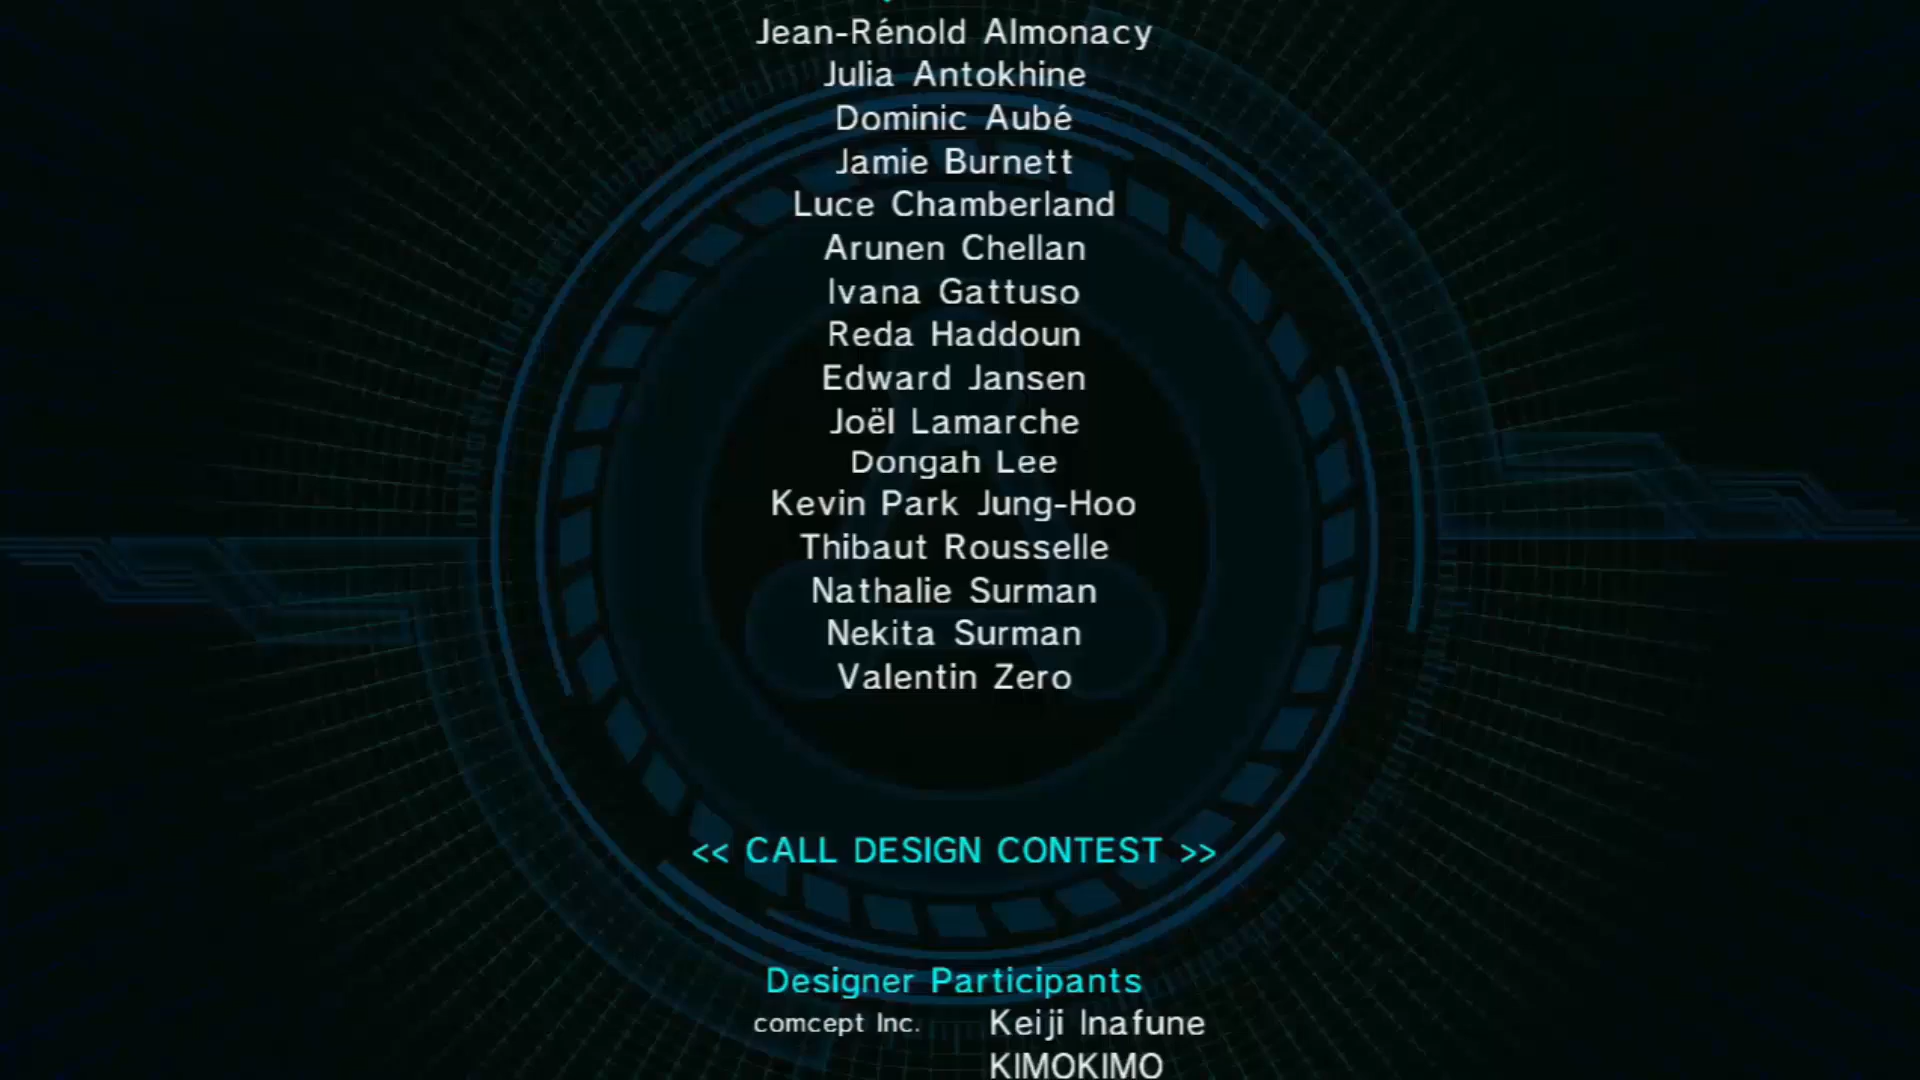 Jean-Rénold Almonacy
Julia Antokhine
Dominic Aubé
Jamie Burnett
Luce Chamberland
Arunen Chellan
Ivana Gattuso
Reda Haddoun
Edward Jansen
Joël Lamarche
Dongah Lee
Kevin Park Jung-Hoo
Thibaut Rousselle
Nathalie Surman
Nekita Surman
Valentin Zero
<< CALL DESIGN CONTEST >>
Designer Participants
comcept Inc. Keiji Inafune
KIMOKIMO